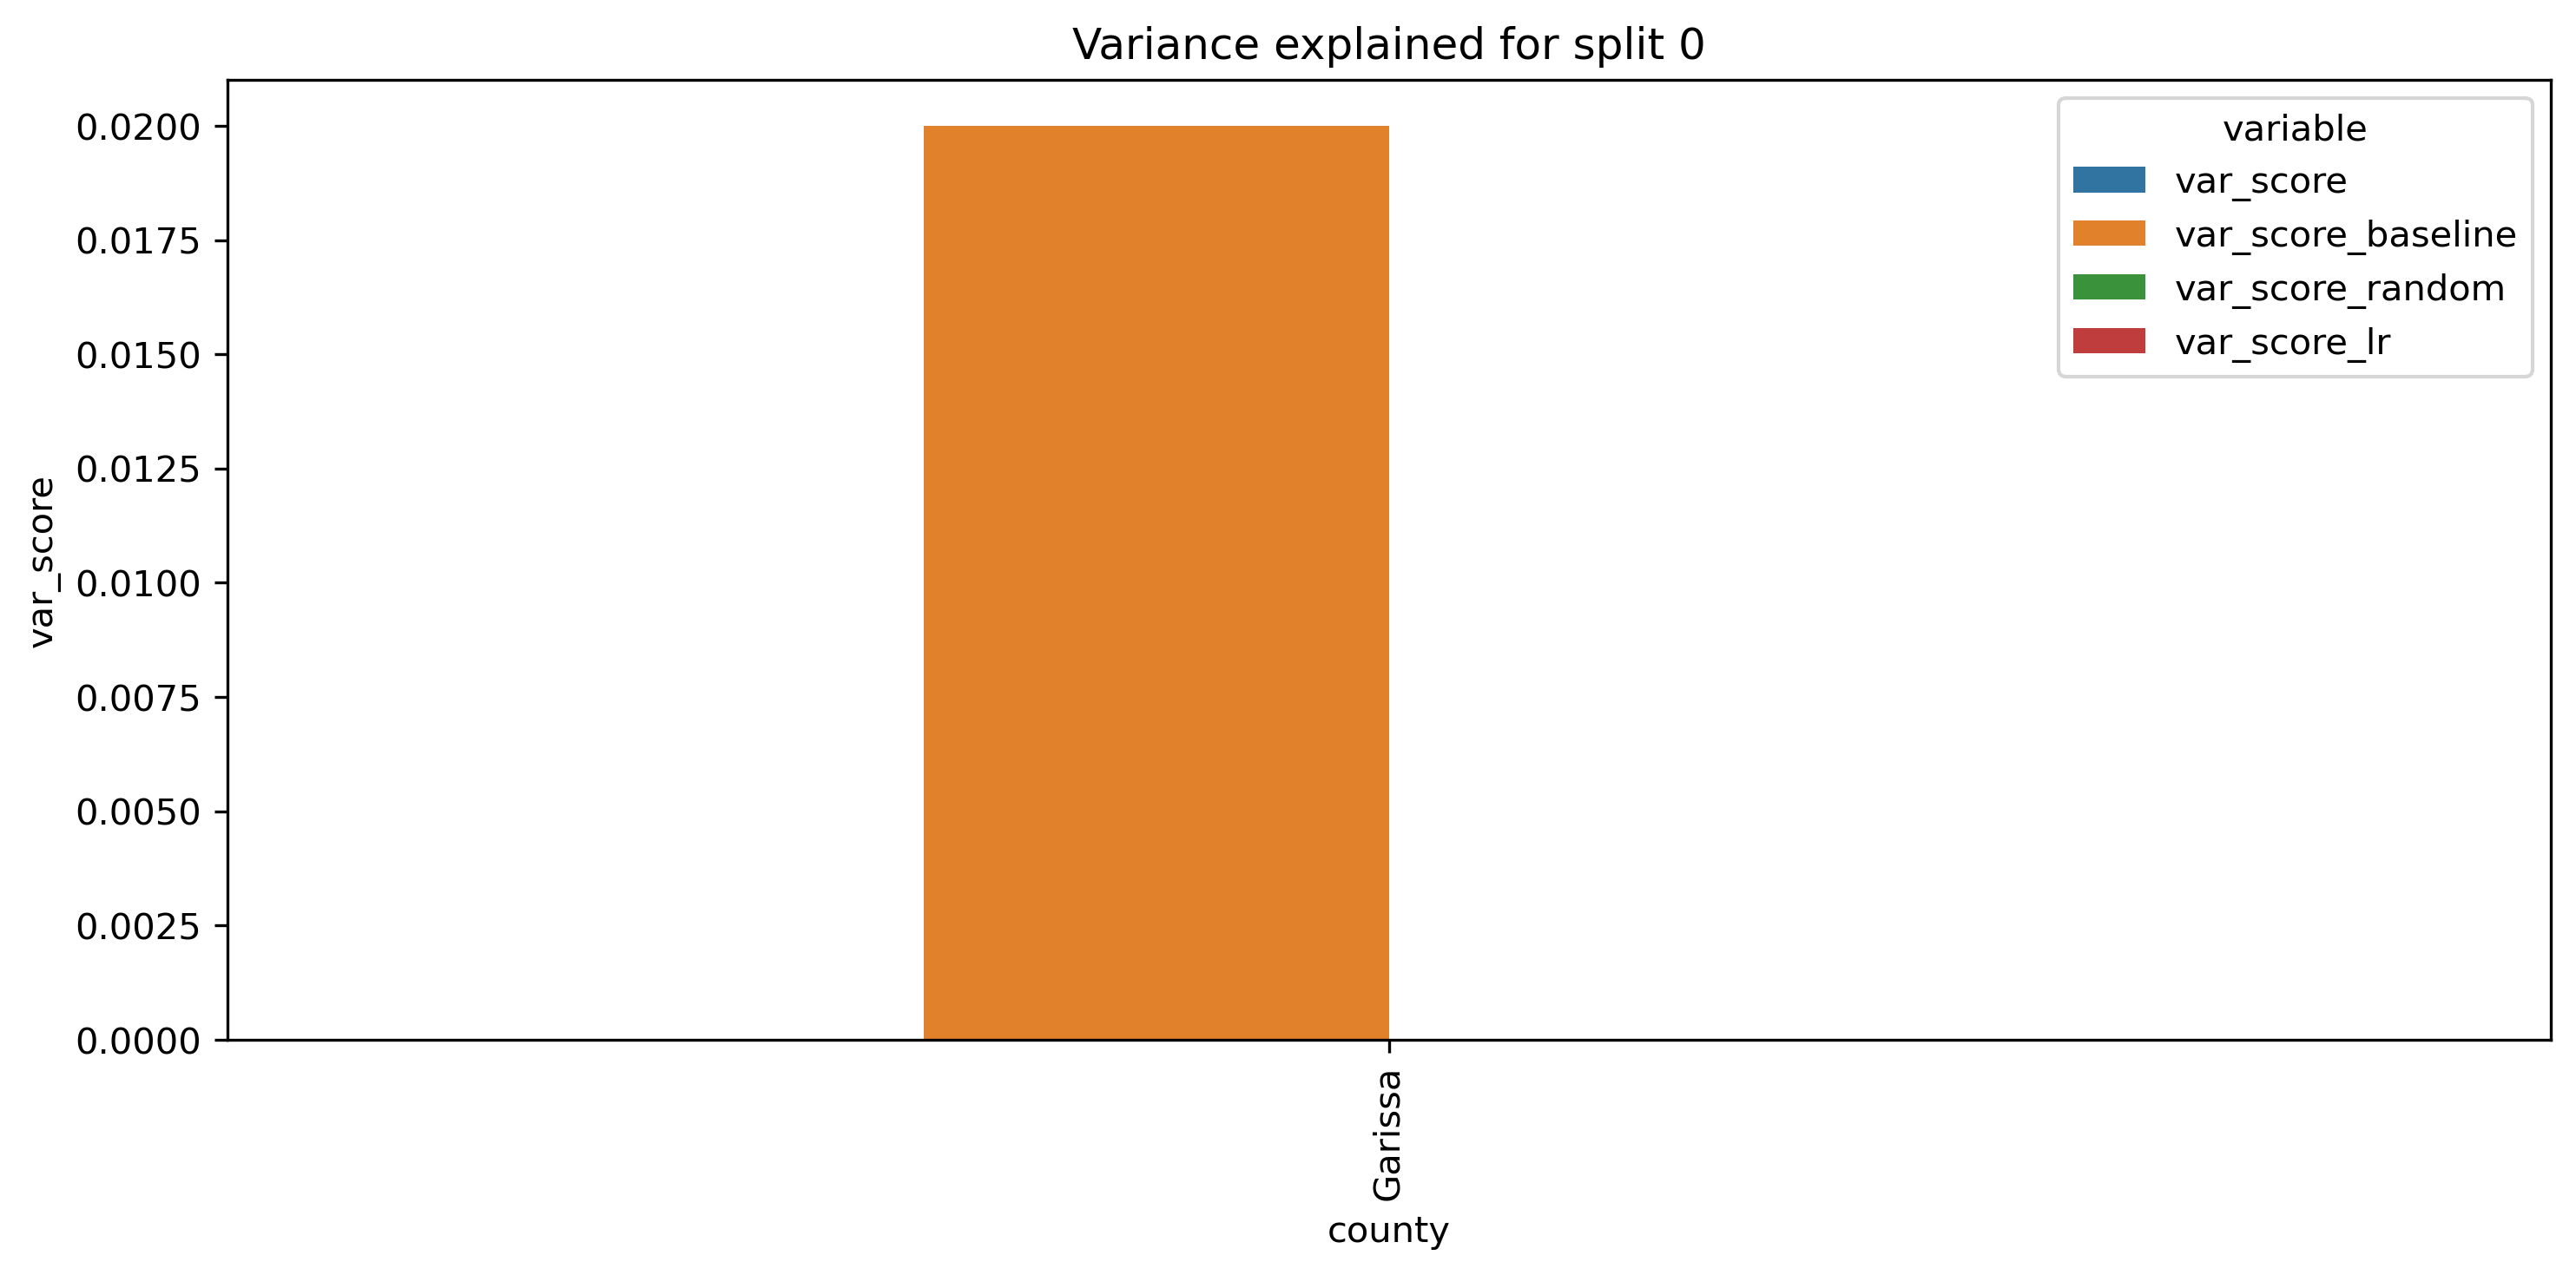 Variance explained for split 0
variable
var_score
var_score_baseline
var_score_random
var_score_lr
0.0200
0.0175
0.0150
0.0125
0.0100
0.0075
0.0050
0.0025
0.0000
var_score
Garissa
county